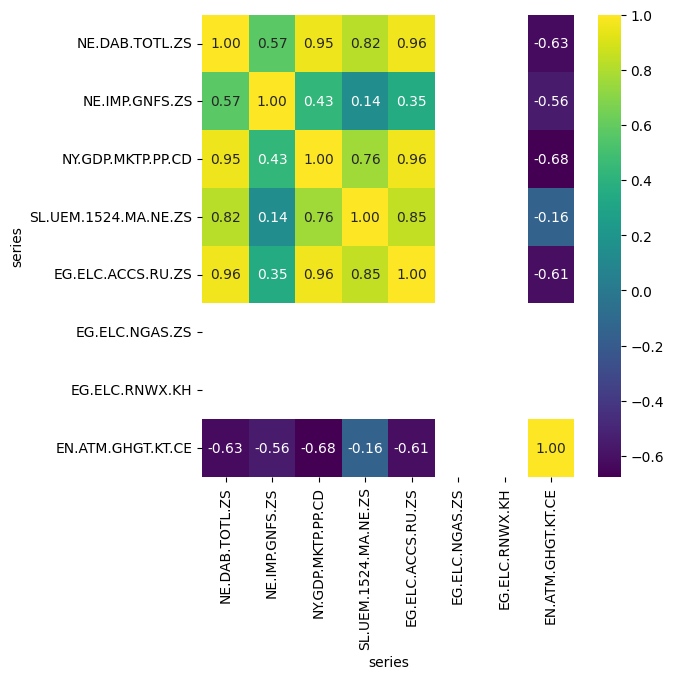 NE.DAB.TOTL.ZS 1.00 0.57 0.95 0.82 0.96 -0.63
NE.IMP.GNFS.ZS 0.57 1.00 0.43 0.14 0.35 -0.56
NY.GDP.MKTP.PP.CD 0.95 0.43 1.00 0.76 0.96 -0.68
SL.UEM.1524.MA.NE.ZS 0.82 0.14 0.76 1.00 0.85 -0.16
EG.ELC.ACCS.RU.ZS 0.96 0.35 0.96 0.85 1.00 -0.61
EG.ELC.NGAS.ZS
EG.ELC.RNWX.KH
EN.ATM.GHGT.KT.CE -0.63 -0.56 -0.68 -0.16 -0.61 1.00
series
NE.DAB.TOTL.ZS
NE.IMP.GNFS.ZS
NY.GDP.MKTP.PP.CD
SL.UEM.1524.MA.NE.ZS
EG.ELC.ACCS.RU.ZS
EG.ELC.NGAS.ZS
EG.ELC.RNWX.KH
EN.ATM.GHGT.KT.CE
series
1.0
0.8
0.6
0.4
0.2
0.0
−0.2
−0.4
−0.6